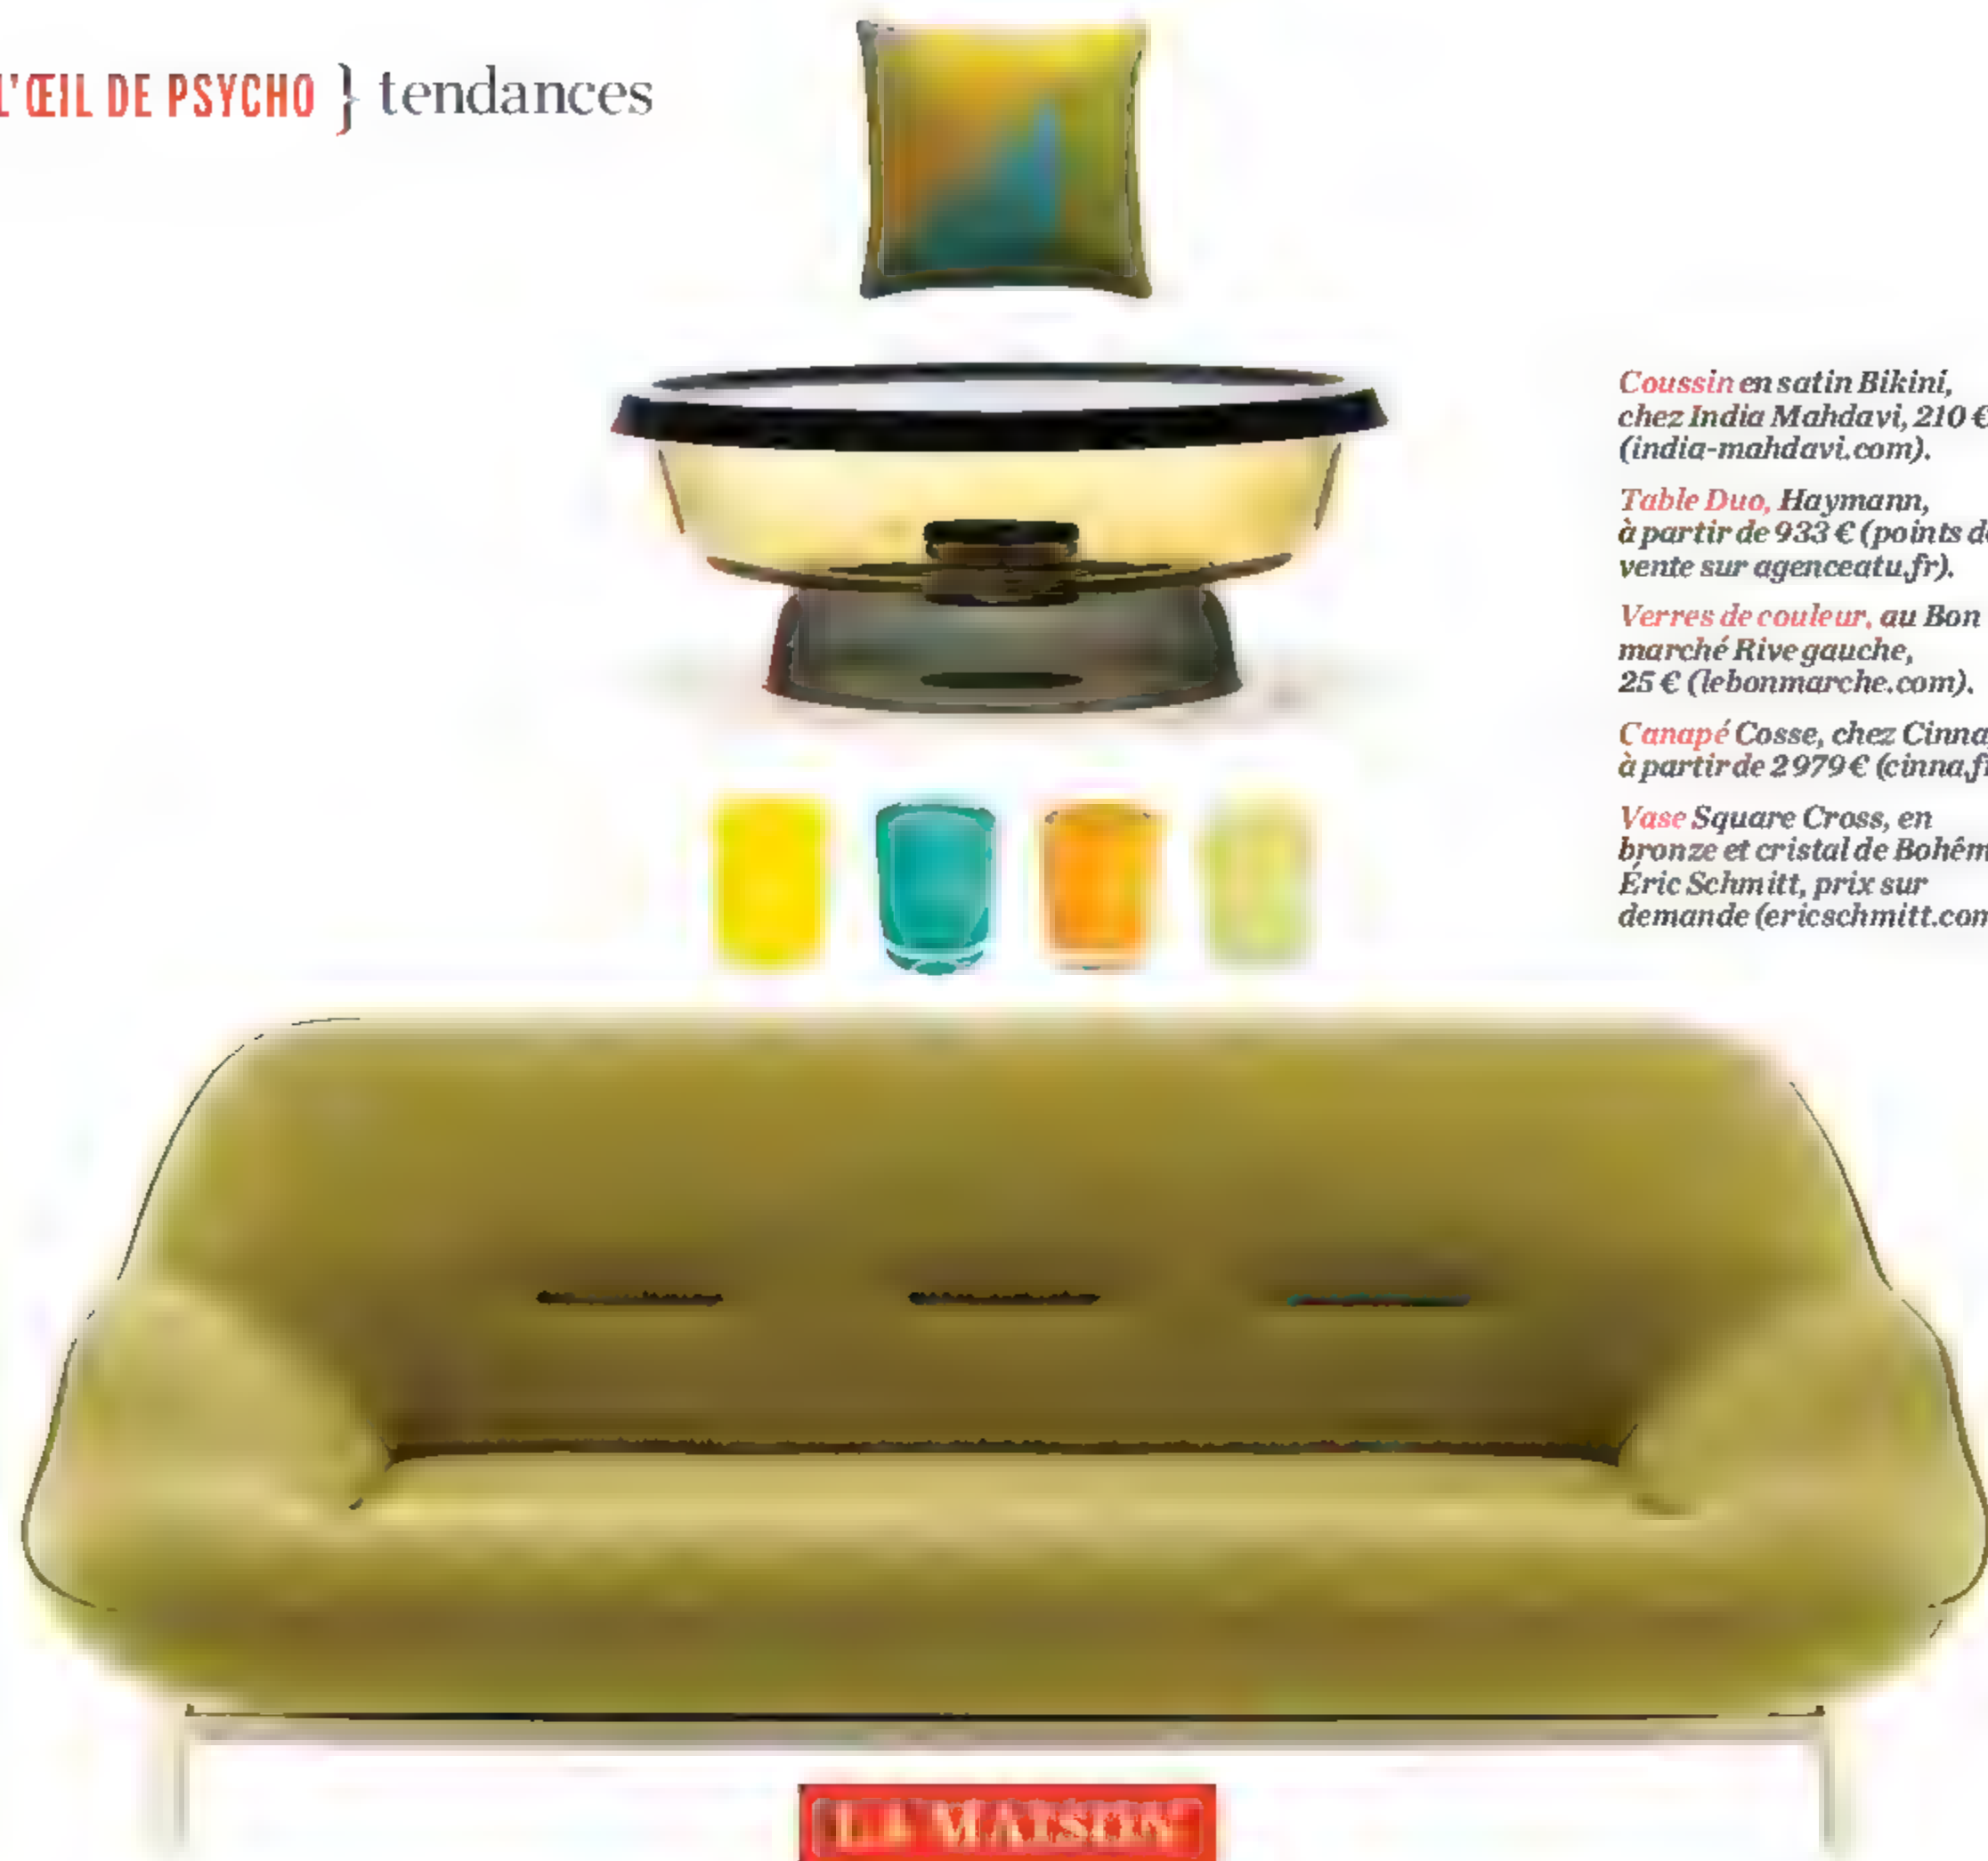 L'ŒIL DE PSYCHO } tendances
Coussin en satin Bikini,
chez India Mahdavi, 210 €
(india-mahdavi.com).
Table Duo, Haymann,
à partir de 933 € (points de
vente sur agenceatu.fr).
Verres de couleur, au Bon
marché Rive gauche,
25 € (lebonmarche.com).
Canapé Cosse, chez Cinna,
à partir de 2 979 € (cinna.fr
Vase Square Cross, en
bronze et cristal de Bohêm
Éric Schmitt, prix sur
demande (ericschmitt.com
LA MAISON